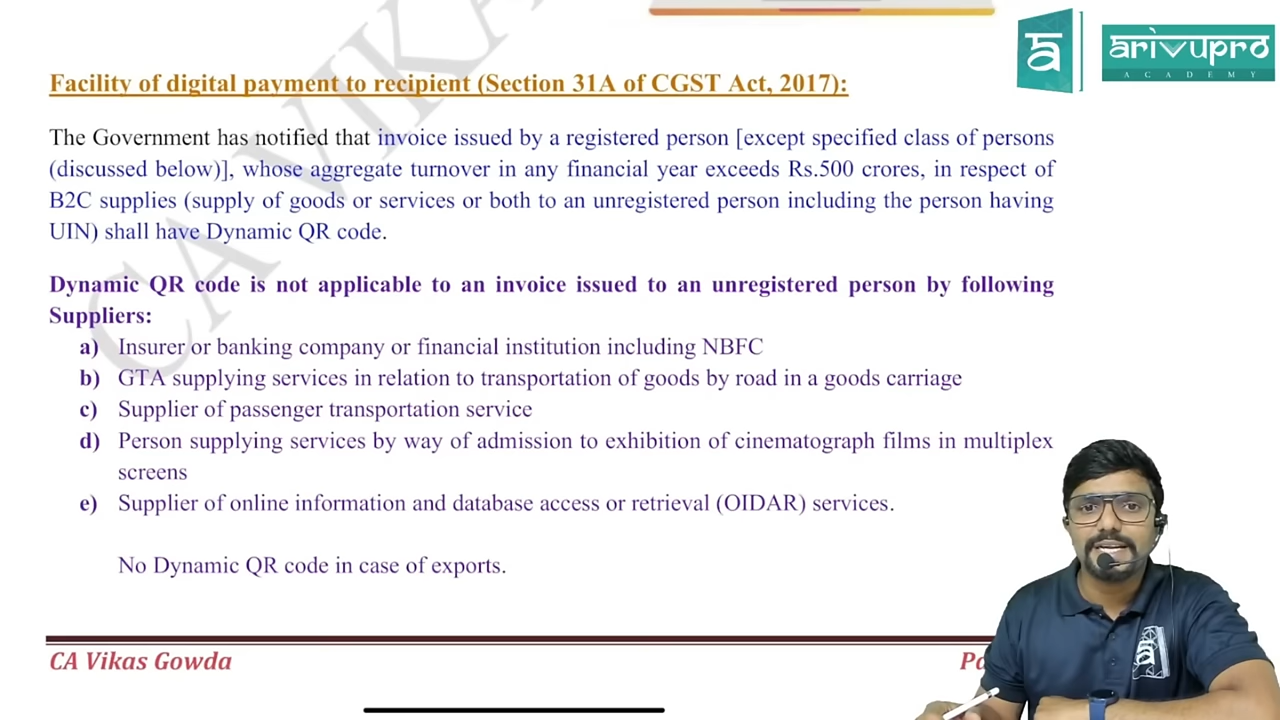 arivupro
ACADEMY
Facility of digital payment to recipient (Section 31A of CGST Act, 2017):
The Government has notified that invoice issued by a registered person [except specified class of persons
(discussed below)], whose aggregate turnover in any financial year exceeds Rs.500 crores, in respect of
B2C supplies (supply of goods or services or both to an unregistered person including the person having
UIN) shall have Dynamic QR code.
Dynamic QR code is not applicable to an invoice issued to an unregistered person by following
Suppliers:
a) Insurer or banking company or financial institution including NBFC
b) GTA supplying services in relation to transportation of goods by road in a goods carriage
c) Supplier of passenger transportation service
d) Person supplying services by way of admission to exhibition of cinematograph films in multiplex
screens
e) Supplier of online information and database access or retrieval (OIDAR) services.
No Dynamic QR code in case of exports.
CA Vikas Gowda
CA VIKA